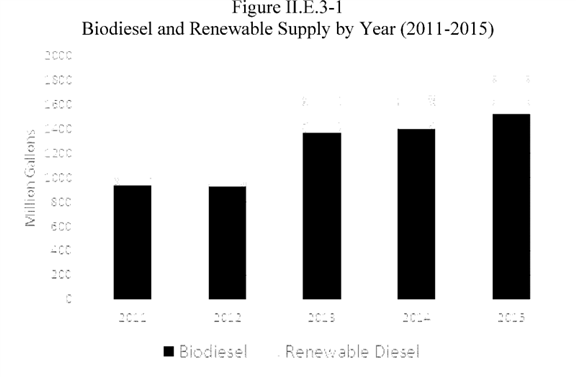 Figure II.E.3-1
Biodiesel and Renewable Supply by Year (2011-2015)
2000
1800
1600
1400
1200
1000
800
600
400
200
0
Million Gallons
2011 2012 2013 2014 2015
Biodiesel Renewable Diesel